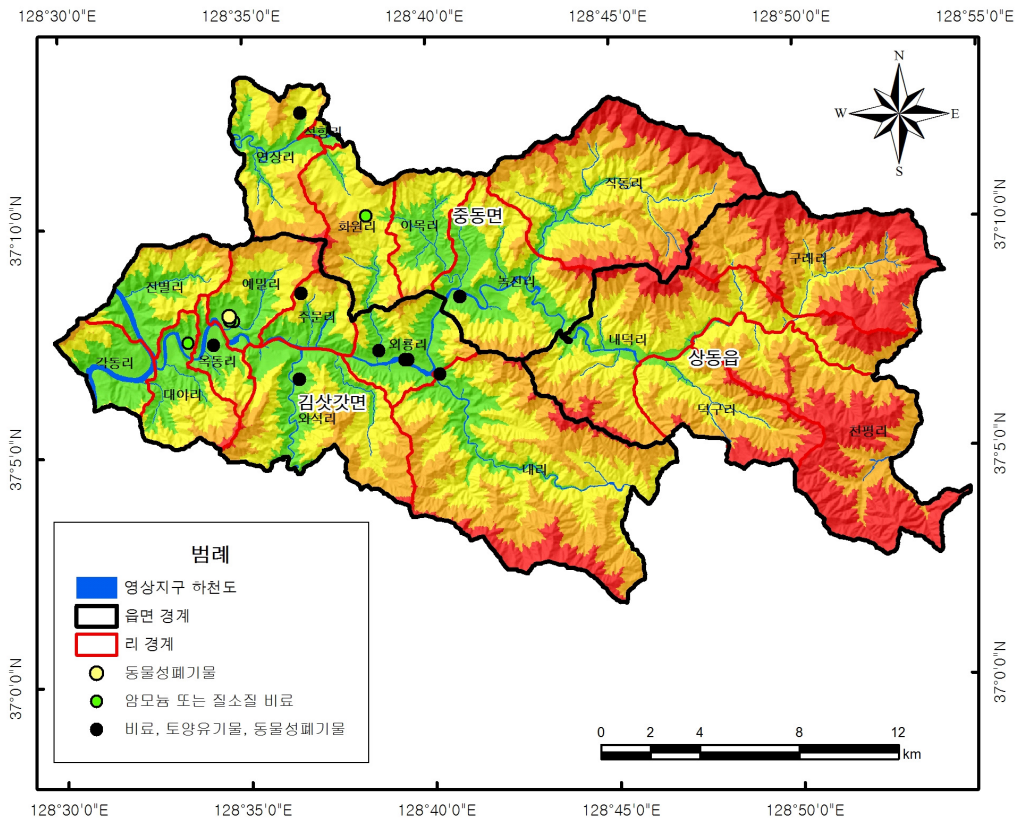 128°30'0"E 128°35'0"E 128°40'0"E 128°45'0"E 128°50'0"E 128°55'0"E
N
W E
S
석항리
연상리
직동리
37°10'0"N 37°10'0"N
중동면
화원리 아목리
구래리
녹전리
진별리 예밀리
주문리
내덕리
외룡리
각동리 옥동리
상동읍
대야리
김삿갓면
덕구리
와석리
천평리
37°5'0"N 37°5'0"N
내리
범례
영상지구 하천도
읍면 경계
리 경계
동물성폐기물
암모늄 또는 질소질 비료
비료, 토양유기물, 동물성폐기물
37°0'0"N 37°0'0"N
0 2 4 8 12
km
128°30'0"E 128°35'0"E 128°40'0"E 128°45'0"E 128°50'0"E